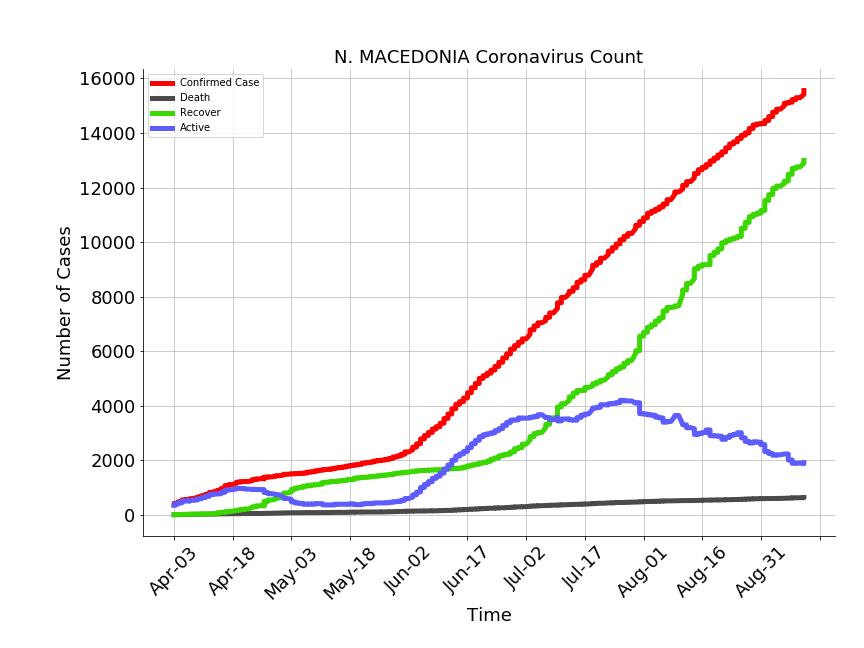 N. MACEDONIA Coronavirus Count
Confirmed Case
Death
Recover
Active
Number of Cases
16000
14000
12000
10000
8000
6000
4000
2000
0
Apr-03
Apr-18
May-03
May-18
Jun-02
Jun-17
Jul-02
Jul-17
Aug-01
Aug-16
Aug-31
Time